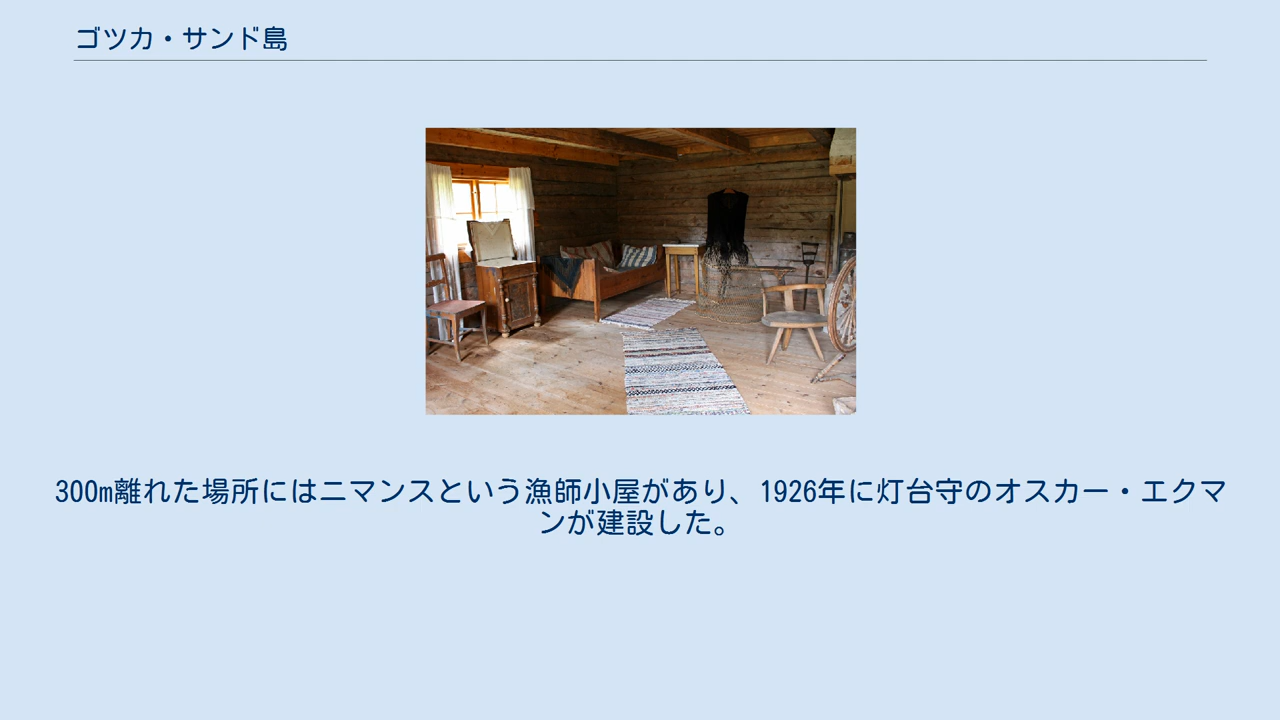 ゴツカ・サンド島
300m離れた場所にはニマンスという漁師小屋があり、1926年に灯台守のオスカー・エクマ
ンが建設した。